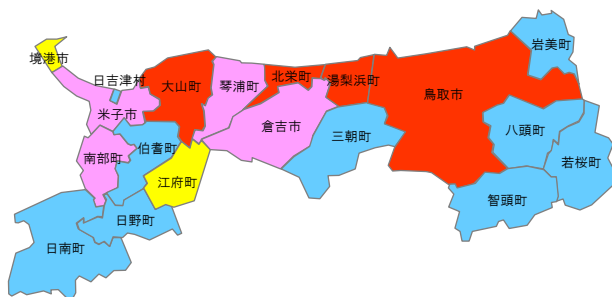 岩美町
境港市
日吉津村
大山町
琴浦町
北栄町
湯梨浜町
鳥取市
米子市
倉吉市
三朝町
八頭町
南部町
伯耆町
若桜町
江府町
智頭町
日野町
日南町